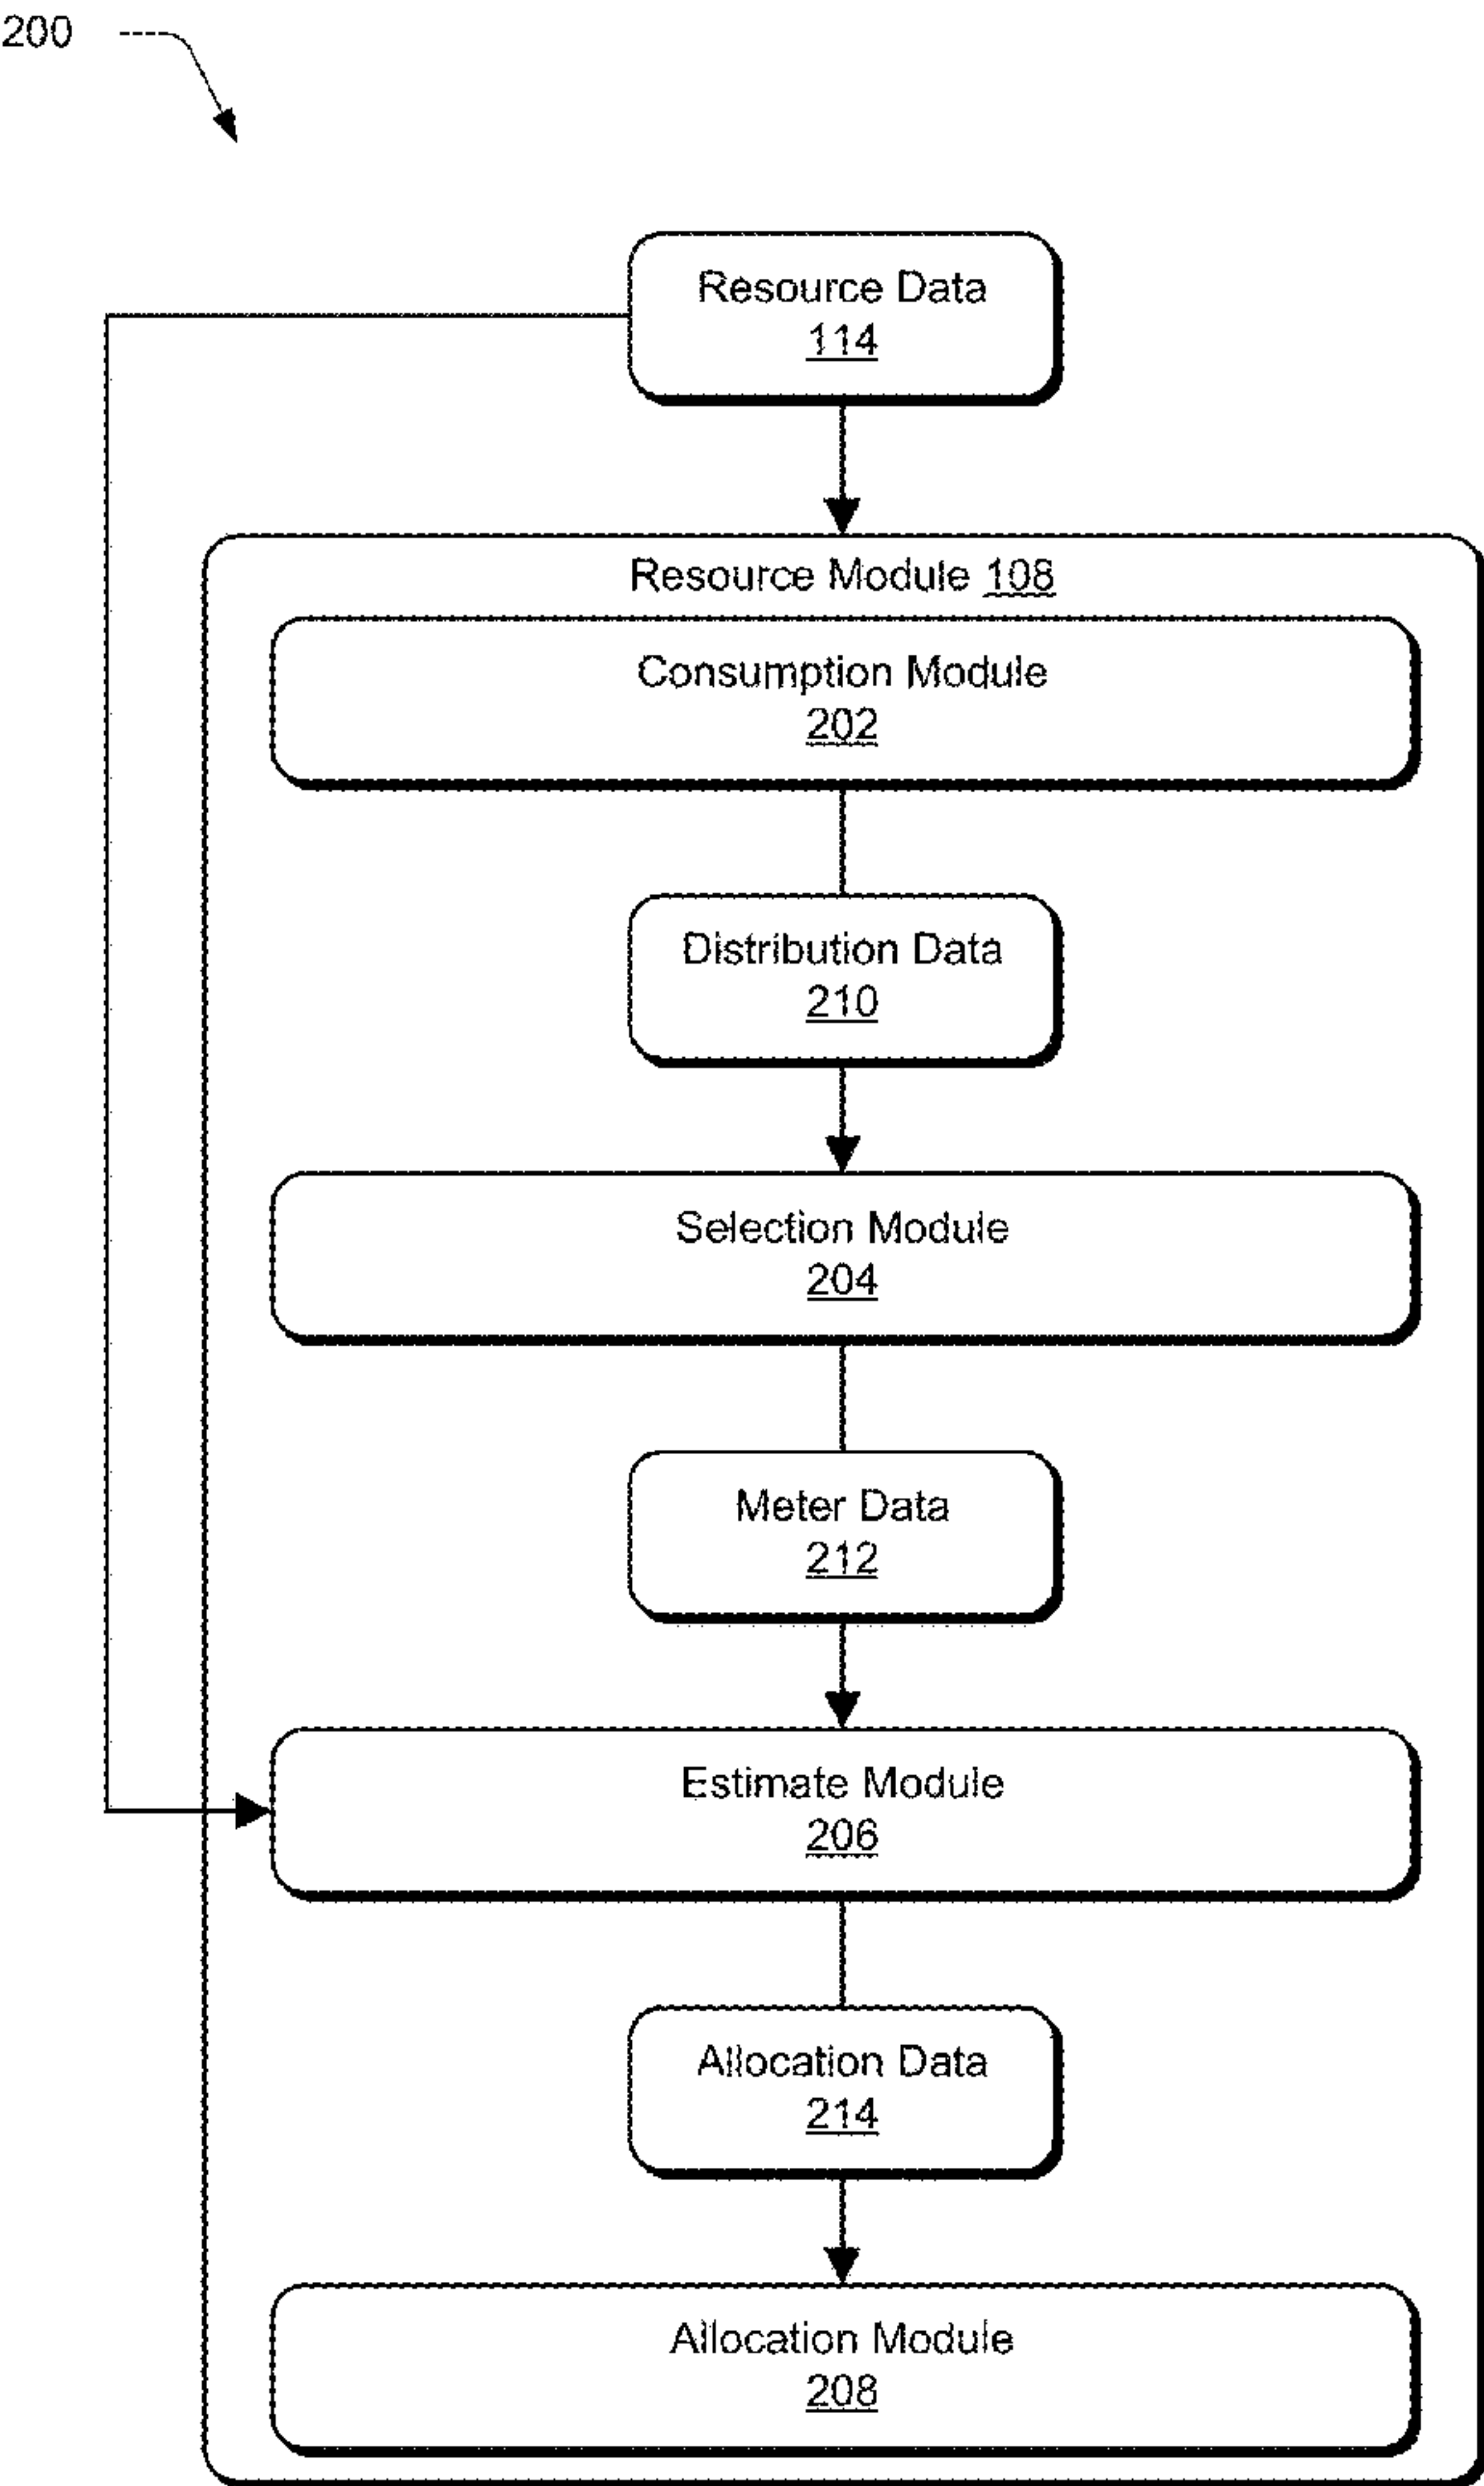 200
Resource Data
114
Resource Module 108
Consumption Module
202
Distribution Data
210
Selection Module
204
Meter Data
212
Estimate Module
206
Allocation Data
214
Allocation Module
208